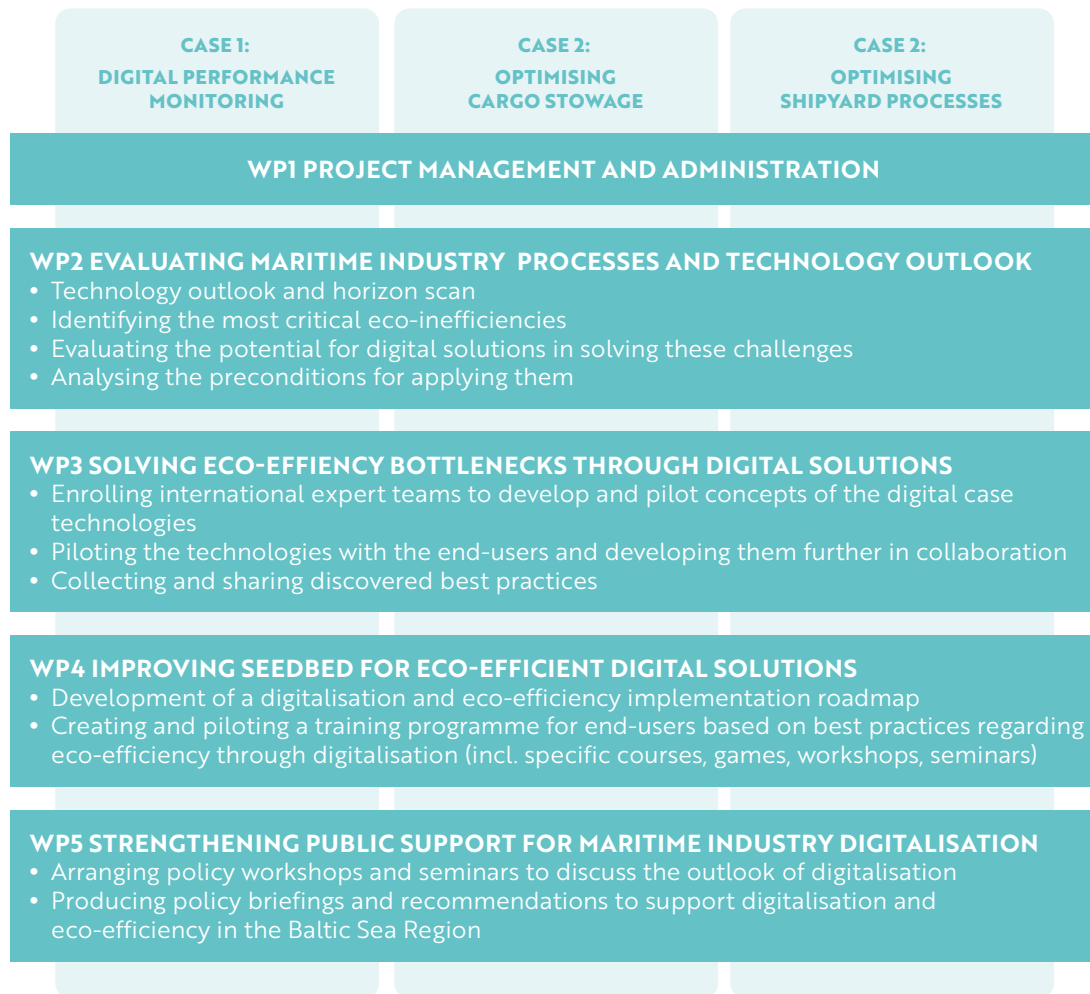 CASE 1:
DIGITAL PERFORMANCE
MONITORING
CASE 2:
OPTIMISING
CARGO STOWAGE
CASE 2:
OPTIMISING
SHIPYARD PROCESSES
WP1 PROJECT MANAGEMENT AND ADMINISTRATION
WP2 EVALUATING MARITIME INDUSTRY PROCESSES AND TECHNOLOGY OUTLOOK
• Technology outlook and horizon scan
• Identifying the most critical eco-inefficiencies
• Evaluating the potential for digital solutions in solving these challenges
• Analysing the preconditions for applying them
WP3 SOLVING ECO-EFFIENCY BOTTLENECKS THROUGH DIGITAL SOLUTIONS
• Enrolling international expert teams to develop and pilot concepts of the digital case
technologies
• Piloting the technologies with the end-users and developing them further in collaboration
• Collecting and sharing discovered best practices
WP4 IMPROVING SEEDBED FOR ECO-EFFICIENT DIGITAL SOLUTIONS
• Development of a digitalisation and eco-efficiency implementation roadmap
• Creating and piloting a training programme for end-users based on best practices regarding
eco-efficiency through digitalisation (incl. specific courses, games, workshops, seminars)
WP5 STRENGTHENING PUBLIC SUPPORT FOR MARITIME INDUSTRY DIGITALISATION
• Arranging policy workshops and seminars to discuss the outlook of digitalisation
• Producing policy briefings and recommendations to support digitalisation and
eco-efficiency in the Baltic Sea Region